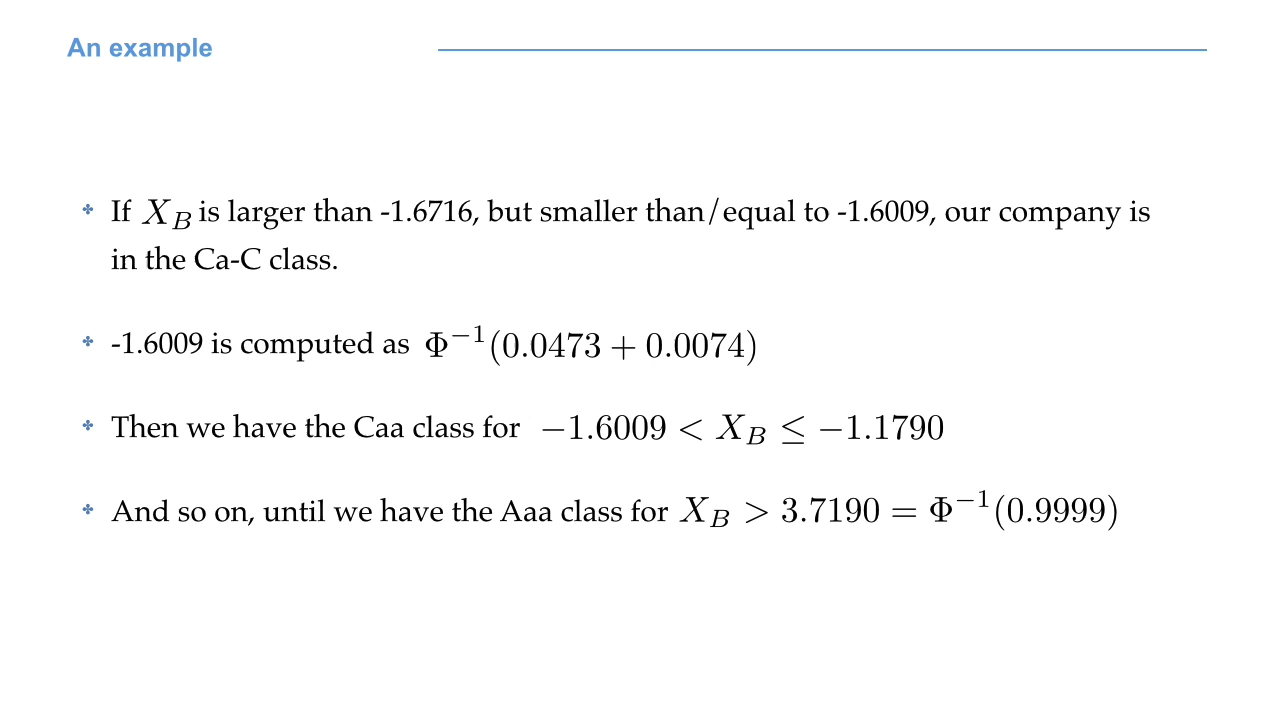 An example
If X_B is larger than -1.6716, but smaller than/equal to -1.6009, our company is
in the Ca-C class.
-1.6009 is computed as Φ^{-1}(0.0473 + 0.0074)
Then we have the Caa class for −1.6009 < X_B ≤ −1.1790
And so on, until we have the Aaa class for X_B > 3.7190 = Φ^{-1}(0.9999)